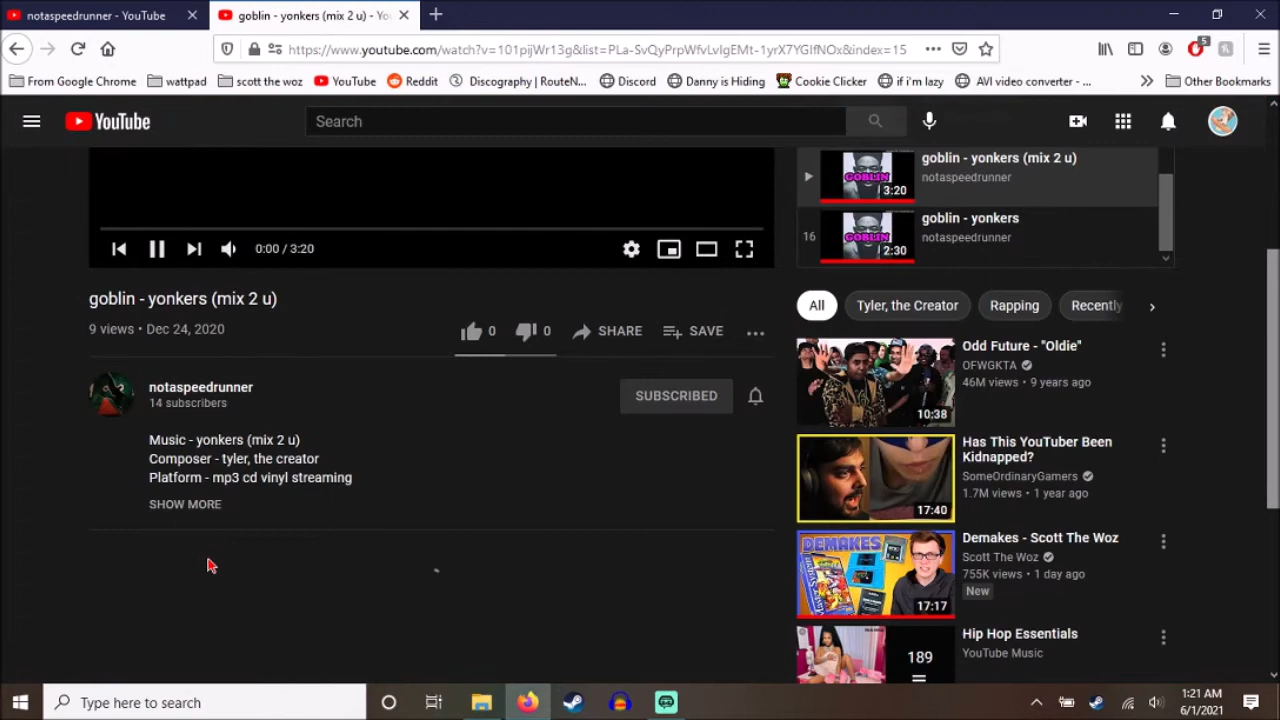 notaspeedrunner - YouTube
goblin - yonkers (mix 2 u) - Yo
https://www.youtube.com/watch?v=101pijWr13g&list=PLa-SvQyPrpWfvLvIgEMt-1yrX7YGIfNOx&index=15
5
From Google Chrome
wattpad
scott the woz
YouTube
Reddit
Discography | RouteN...
Discord
Danny is Hiding
Cookie Clicker
if i'm lazy
AVI video converter - ...
Other Bookmarks
YouTube
Search
0:00 / 3:20
goblin - yonkers (mix 2 u)
9 views • Dec 24, 2020
0
0
SHARE
SAVE
notaspeedrunner
14 subscribers
SUBSCRIBED
Music - yonkers (mix 2 u)
Composer - tyler, the creator
Platform - mp3 cd vinyl streaming
SHOW MORE
GOBLIN
3:20
goblin - yonkers (mix 2 u)
notaspeedrunner
16
GOBLIN
2:30
goblin - yonkers
notaspeedrunner
All
Tyler, the Creator
Rapping
Recently
10:38
Odd Future - "Oldie"
OFWGKTA
46M views • 9 years ago
17:40
Has This YouTuber Been
Kidnapped?
SomeOrdinaryGamers
1.7M views • 1 year ago
DEMAKES
17:17
Demakes - Scott The Woz
Scott The Woz
755K views • 1 day ago
New
189
Hip Hop Essentials
YouTube Music
Type here to search
1:21 AM
6/1/2021